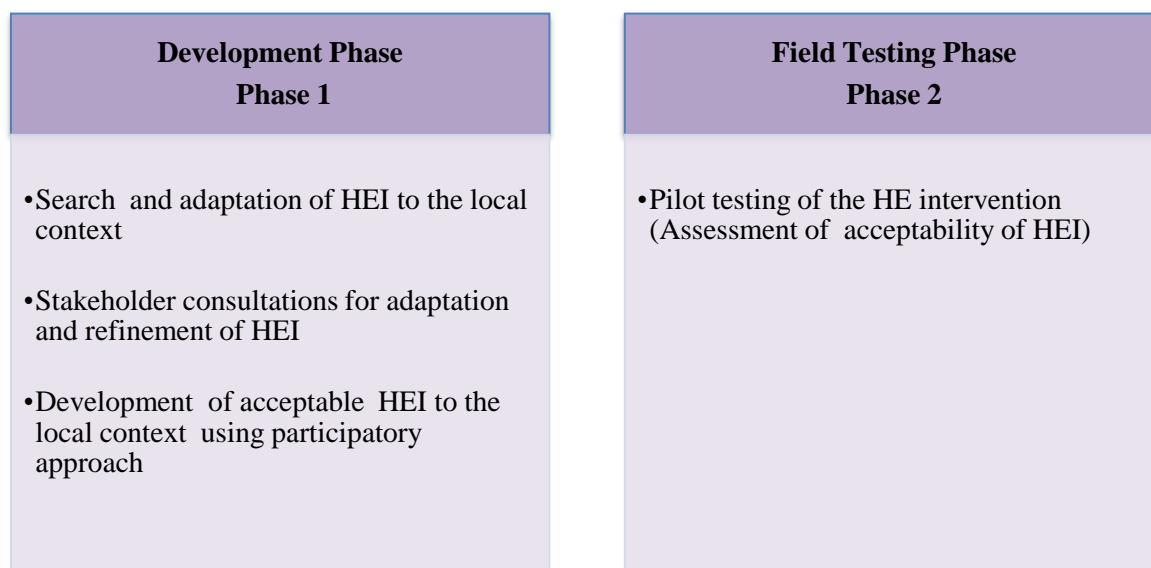 Development Phase
Phase 1
•Search and adaptation of HEI to the local
context
•Stakeholder consultations for adaptation
and refinement of HEI
•Development of acceptable HEI to the
local context using participatory
approach
Field Testing Phase
Phase 2
•Pilot testing of the HE intervention
(Assessment of acceptability of HEI)